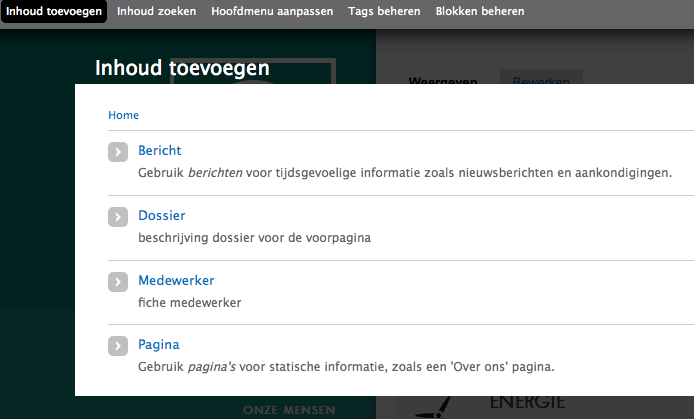 Inhoud toevoegen Inhoud zoeken Hoofdmenu aanpassen Tags beheren Blokken beheren
Inhoud toevoegen
Weergeven Bewerken
Home
Bericht
Gebruik berichten voor tijdsgevoelige informatie zoals nieuwsberichten en aankondigingen.
Dossier
beschrijving dossier voor de voorpagina
Medewerker
fiche medewerker
Pagina
Gebruik pagina's voor statische informatie, zoals een 'Over ons' pagina.
ONZE MENSEN
ENERGIE